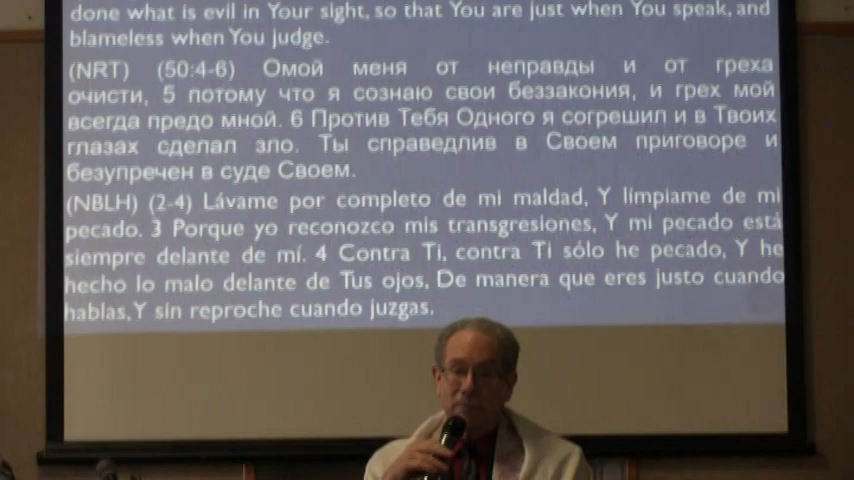 done what is evil in Your sight, so that You are just when You speak, and
blameless when You judge.
(NRT) (50:4-6) Омой меня от неправды и от греха
очисти, 5 потому что я сознаю свои беззакония, и грех мой
всегда предо мной. 6 Против Тебя Одного я согрешил и в Твоих
глазах сделал зло. Ты справедлив в Своем приговоре и
безупречен в суде Своем.
(NBLH) (2-4) Lávame por completo de mi maldad, Y límpiame de mi
pecado. 3 Porque yo reconozco mis transgresiones, Y mi pecado está
siempre delante de mí. 4 Contra Ti, contra Ti sólo he pecado, Y he
hecho lo malo delante de Tus ojos, De manera que eres justo cuando
hablas, Y sin reproche cuando juzgas.